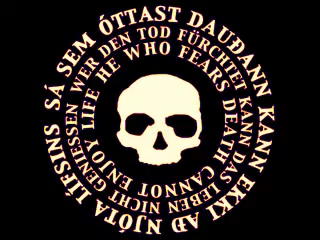 SÁ SEM ÓTTAST DAUÐANN KANN EKKI AÐ NJÓTA LÍFSINS
WER DEN TOD FÜRCHTET KANN DAS LEBEN NICHT GENIESSEN
HE WHO FEARS DEATH CANNOT ENJOY LIFE